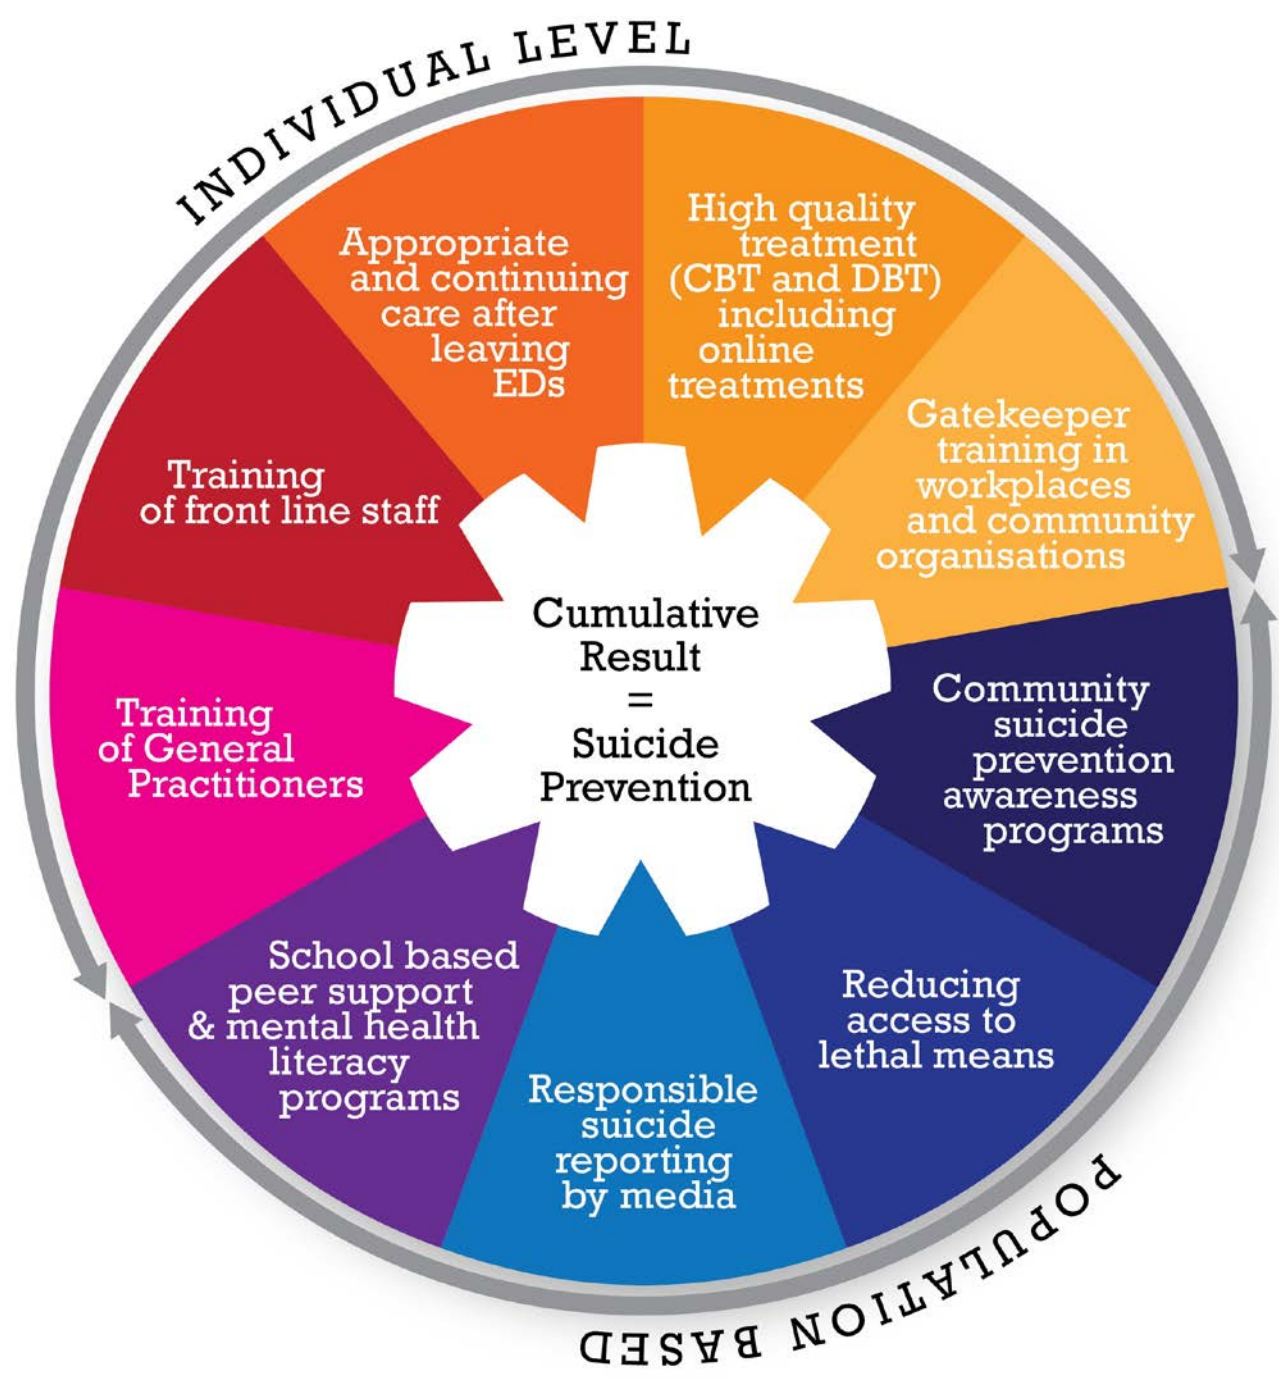 INDIVIDUAL LEVEL
High quality
treatment
(CBT and DBT)
including
online
treatments
Gatekeeper
training in
workplaces
and community
organisations
Community
suicide
prevention
awareness
programs
Reducing
access to
lethal means
Responsible
suicide
reporting
by media
School based
peer support
& mental health
literacy
programs
Training
of General
Practitioners
Training
of front line staff
Appropriate
and continuing
care after
leaving
EDs
Cumulative
Result
=
Suicide
Prevention
POPULATION BASED